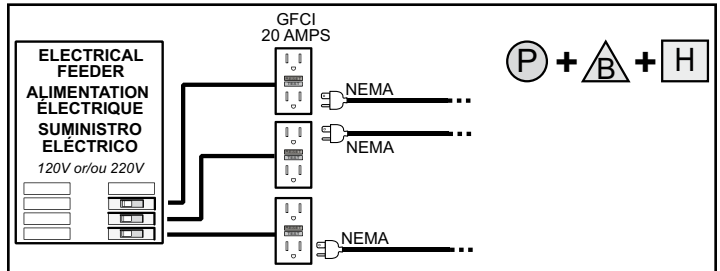 GFCI
20 AMPS
ELECTRICAL
FEEDER
ALIMENTATION
ÉLECTRIQUE
SUMINISTRO
ELÉCTRICO
120V or/ou 220V
NEMA
NEMA
NEMA
P + B + H